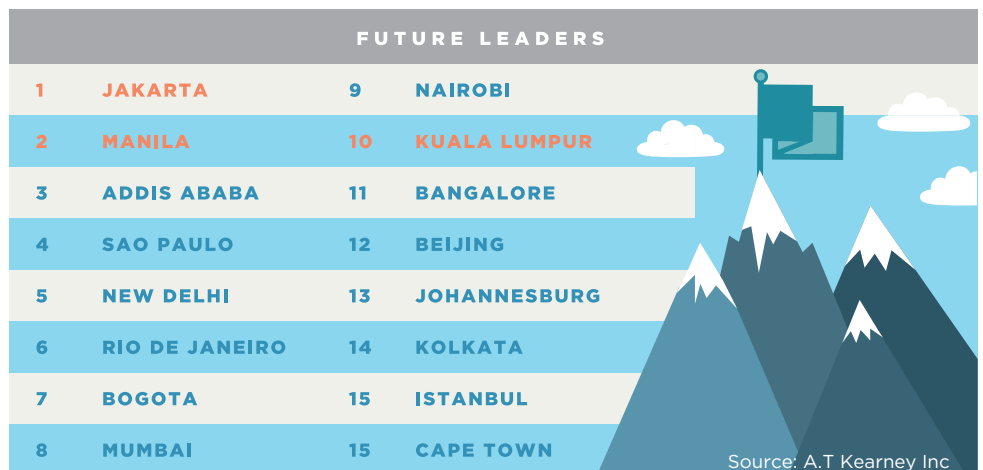 FUTURE LEADERS
1 JAKARTA
2 MANILA
3 ADDIS ABABA
4 SAO PAULO
5 NEW DELHI
6 RIO DE JANEIRO
7 BOGOTA
8 MUMBAI
9 NAIROBI
10 KUALA LUMPUR
11 BANGALORE
12 BEIJING
13 JOHANNESBURG
14 KOLKATA
15 ISTANBUL
15 CAPE TOWN
Source: A.T Kearney Inc